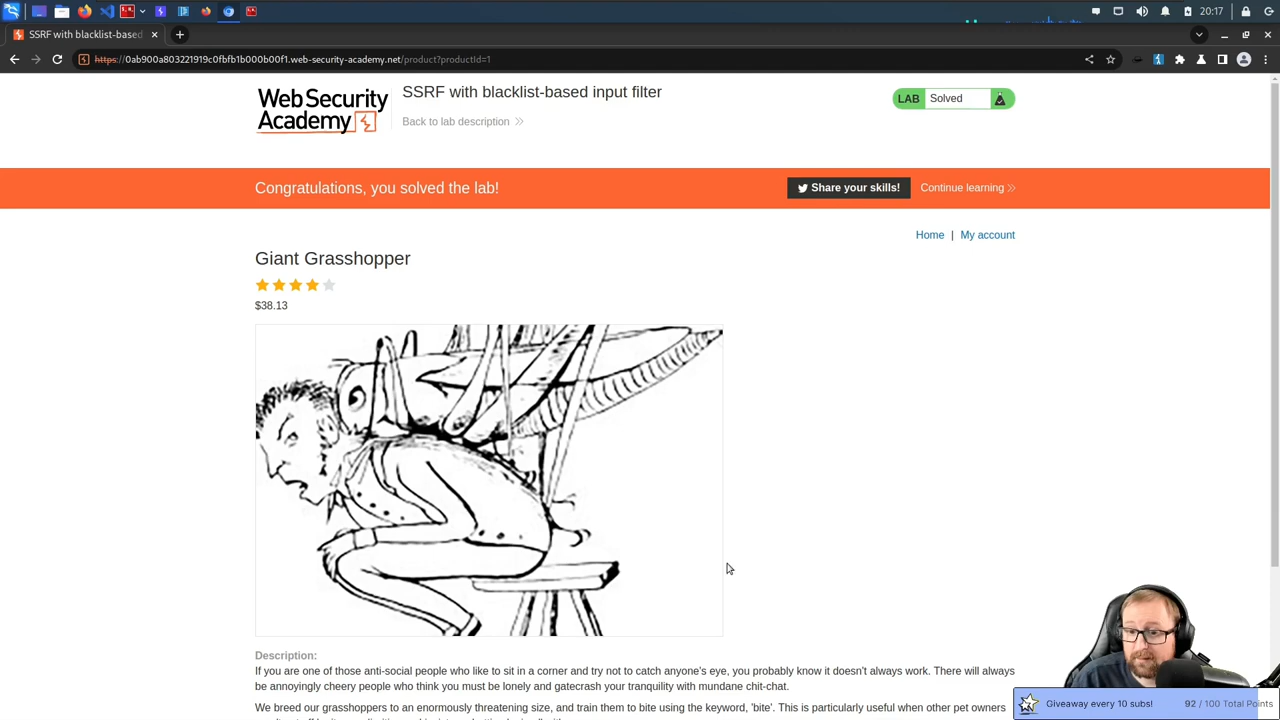 20:17
SSRF with blacklist-based
https://0ab900a803221919c0fbfb1b000b00f1.web-security-academy.net/product?productId=1
Web Security
Academy
SSRF with blacklist-based input filter
Back to lab description
LAB Solved
Congratulations, you solved the lab!
Share your skills!
Continue learning
Home | My account
Giant Grasshopper
$38.13
Description:
If you are one of those anti-social people who like to sit in a corner and try not to catch anyone's eye, you probably know it doesn't always work. There will always
be annoyingly cheery people who think you must be lonely and gatecrash your tranquility with mundane chit-chat.
We breed our grasshoppers to an enormously threatening size, and train them to bite using the keyword, 'bite'. This is particularly useful when other pet owners
Giveaway every 10 subs! 92 / 100 Total Points